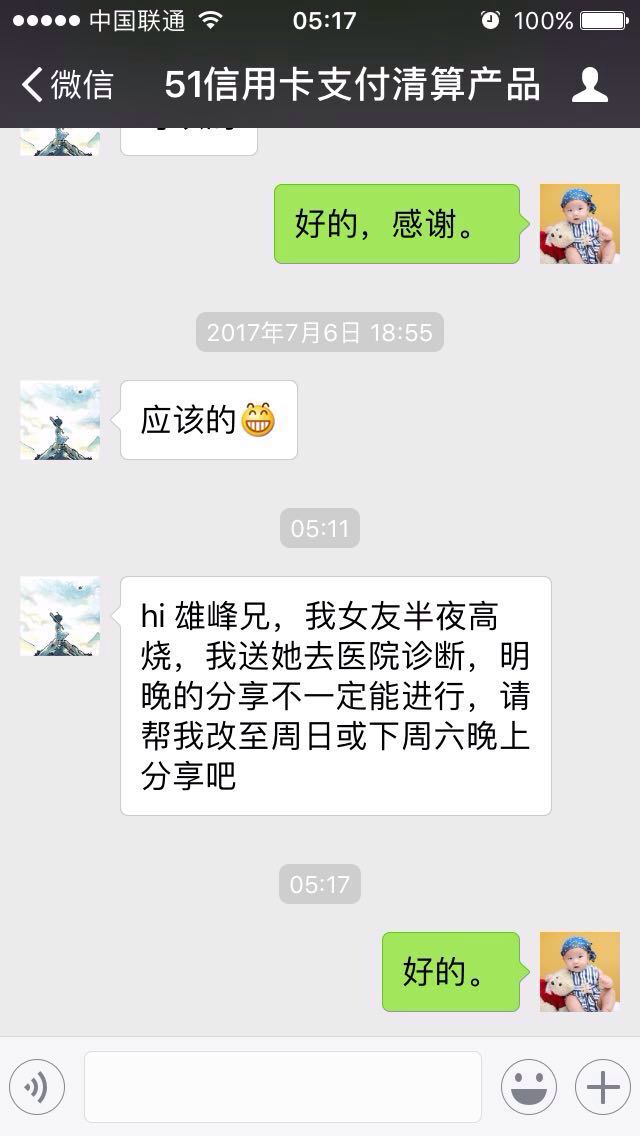 中国联通 05:17 100%
微信 51信用卡支付清算产品
好的，感谢。
2017年7月6日 18:55
应该的😁
05:11
hi 雄峰兄，我女友半夜高
烧，我送她去医院诊断，明
晚的分享不一定能进行，请
帮我改至周日或下周六晚上
分享吧
05:17
好的。